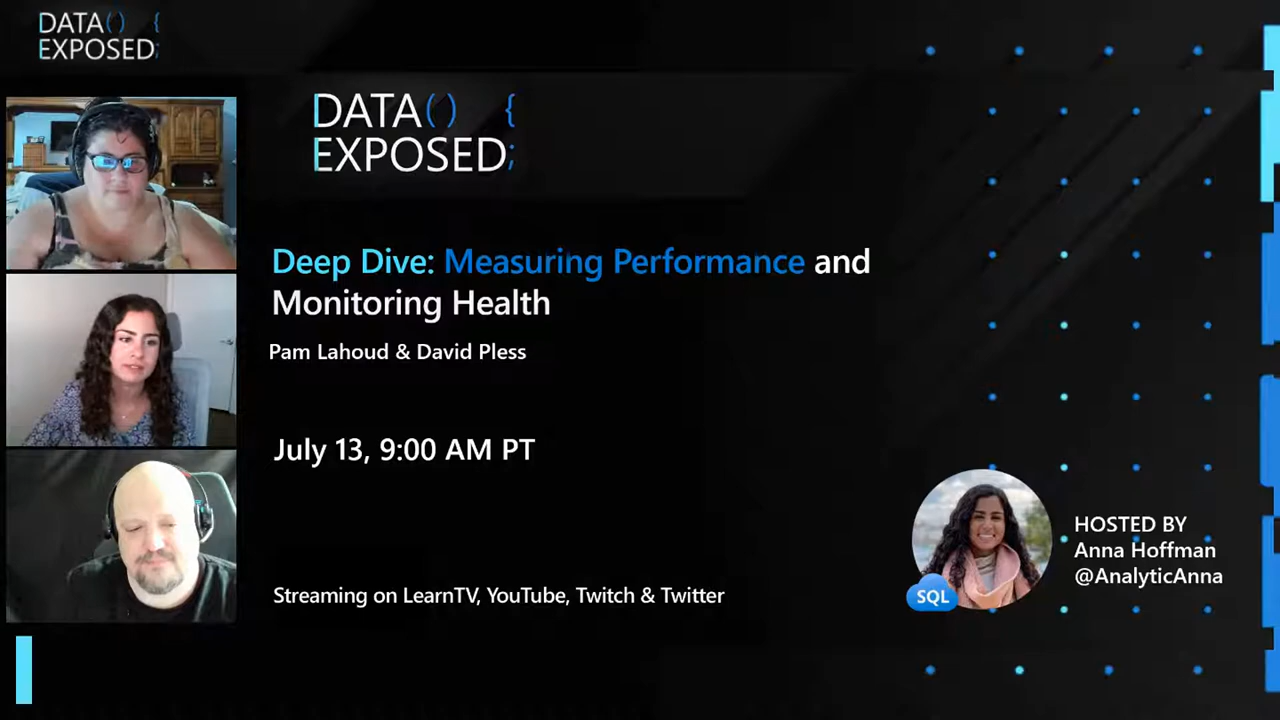 DATA() {
EXPOSED;
DATA() {
EXPOSED;
Deep Dive: Measuring Performance and
Monitoring Health
Pam Lahoud & David Pless
July 13, 9:00 AM PT
Streaming on LearnTV, YouTube, Twitch & Twitter
SQL
HOSTED BY
Anna Hoffman
@AnalyticAnna